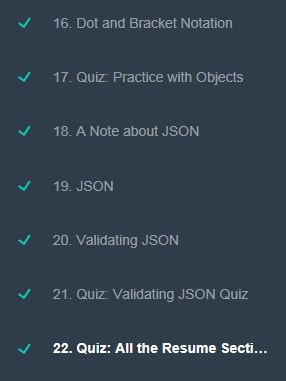 16. Dot and Bracket Notation
17. Quiz: Practice with Objects
18. A Note about JSON
19. JSON
20. Validating JSON
21. Quiz: Validating JSON Quiz
22. Quiz: All the Resume Secti...